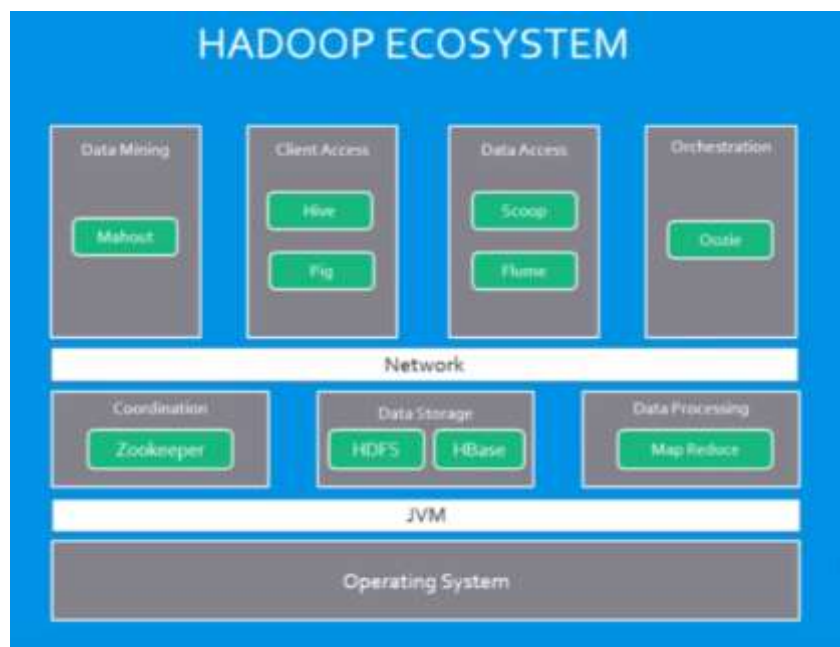 HADOOP ECOSYSTEM
Data Mining
Client Access
Data Access
Orchestration
Mahout
Hive
Pig
Scoop
Flume
Oozie
Network
Coordination
Data Storage
Data Processing
Zookeeper
HDFS
HBase
Map Reduce
JVM
Operating System